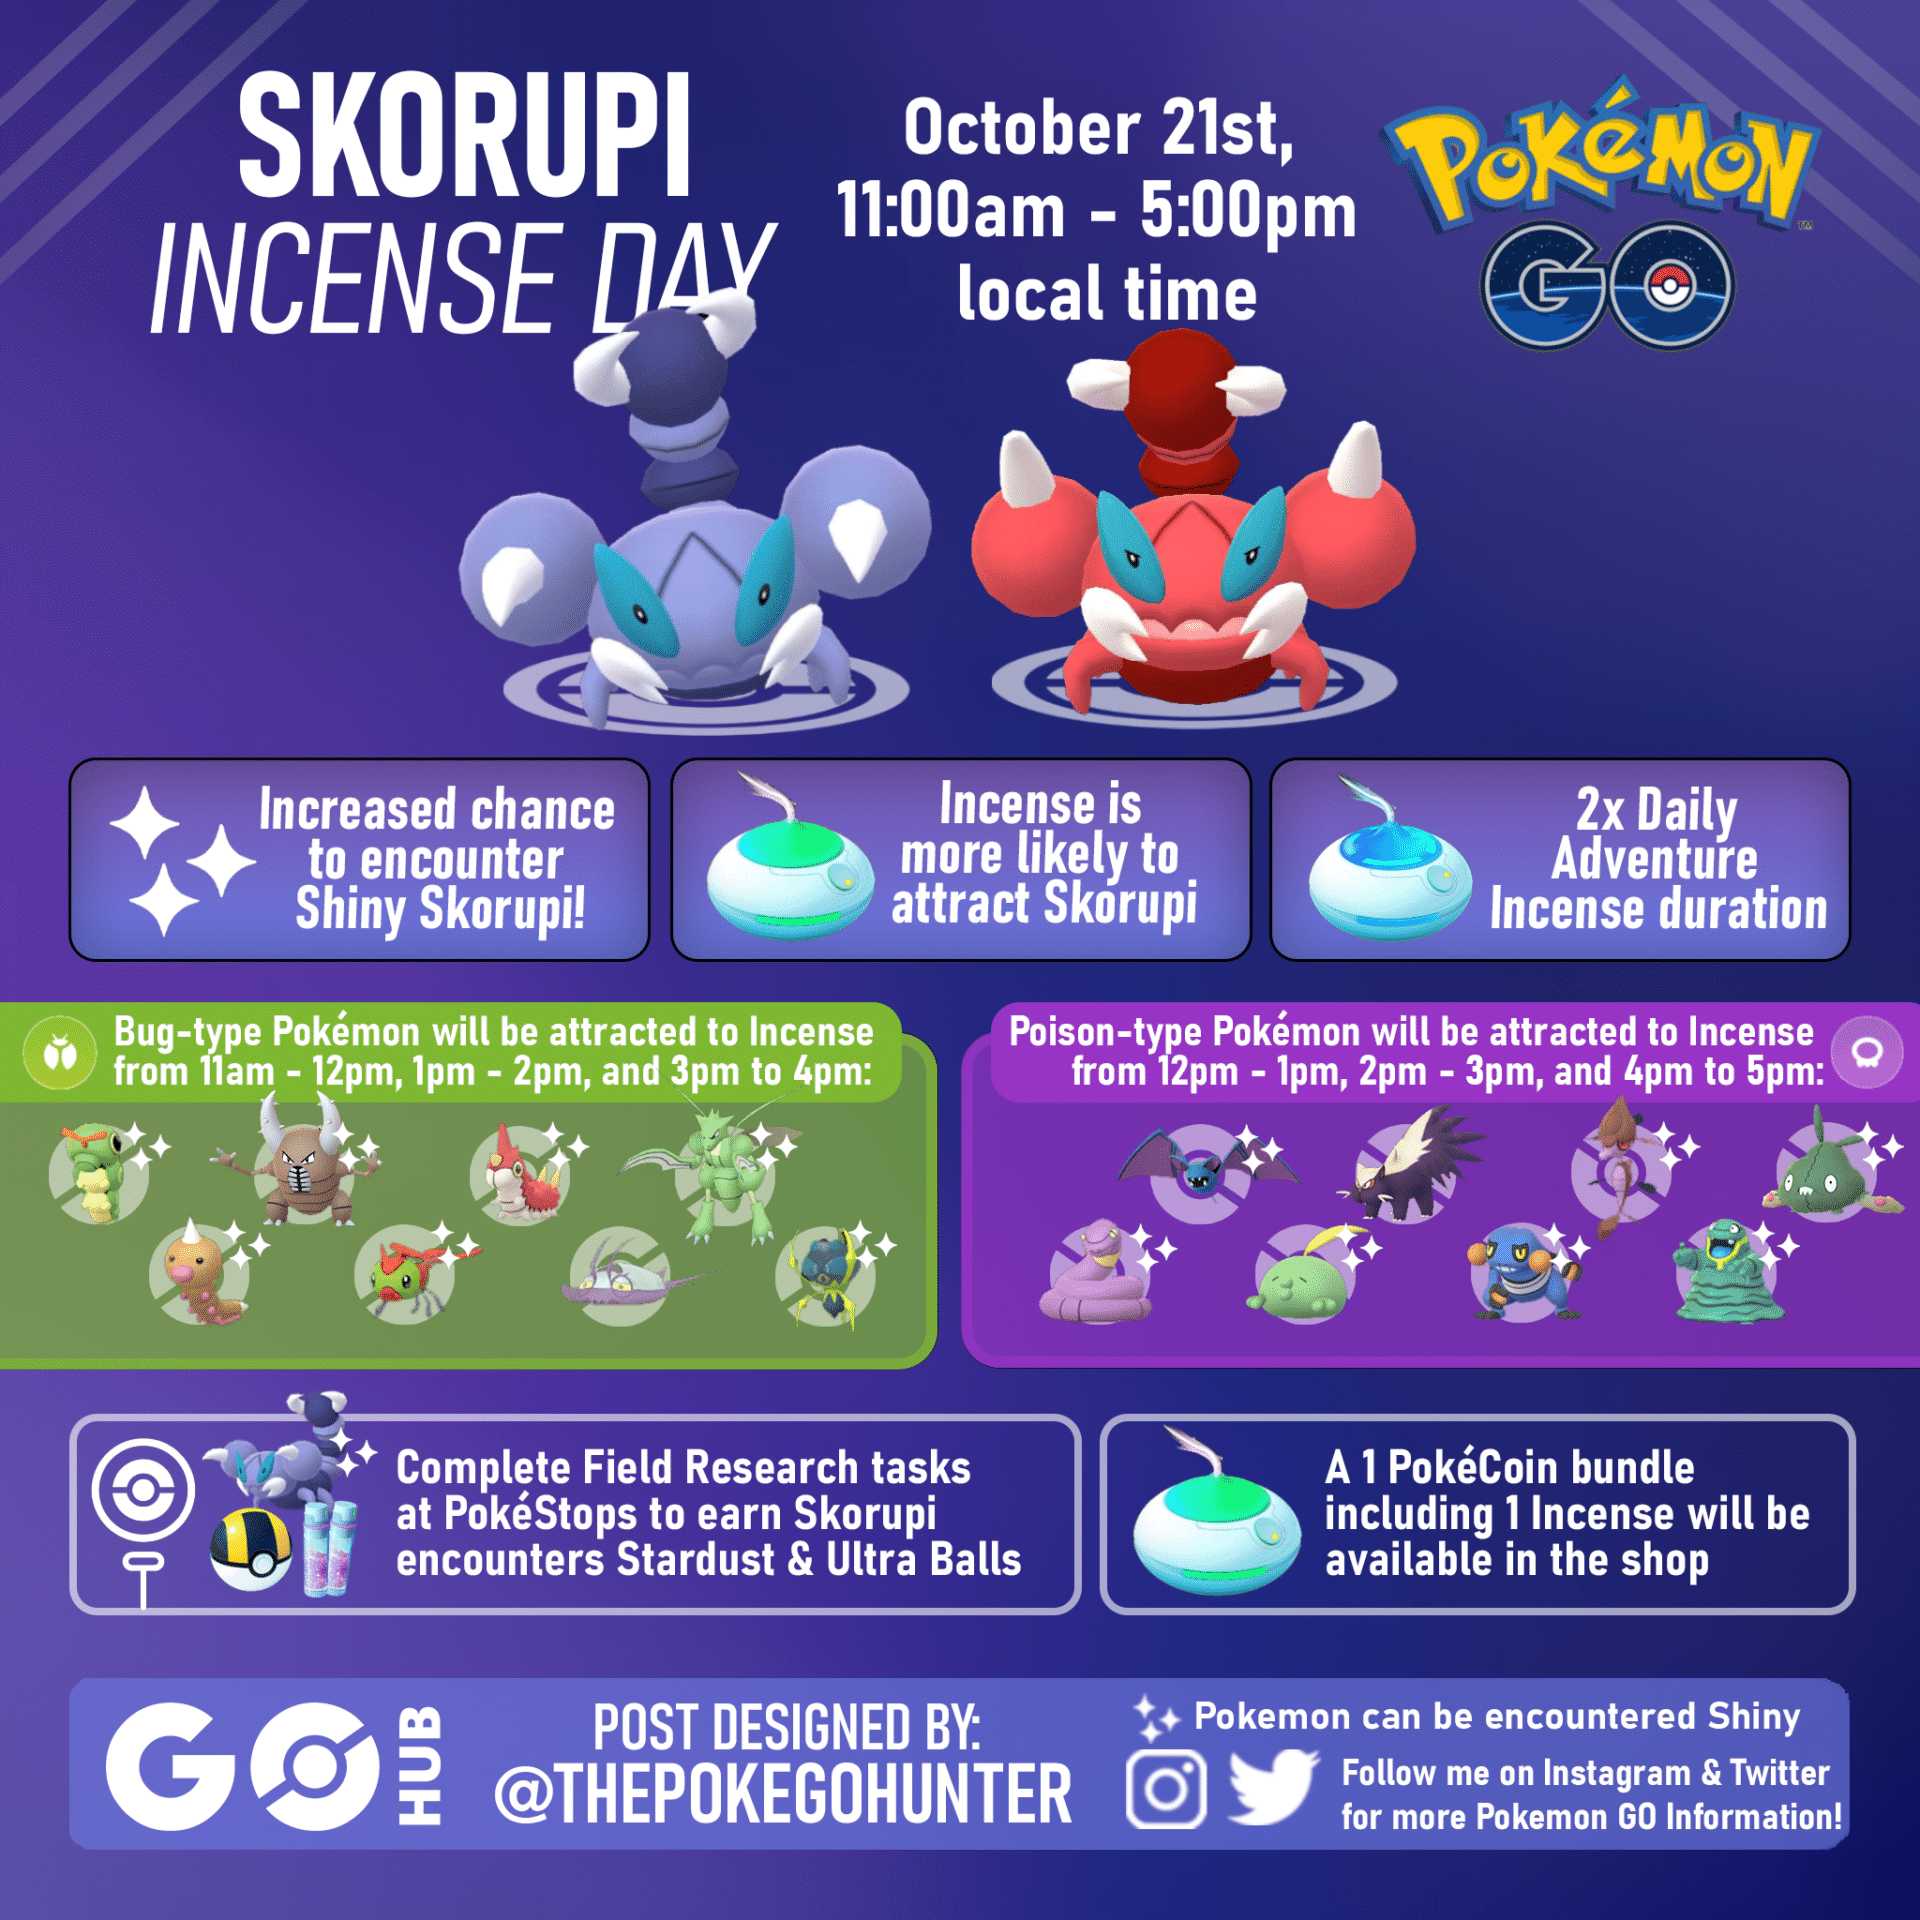 SKORUPI
INCENSE DAY
October 21st,
11:00am - 5:00pm
local time
POKéMON
TM
GO
Increased chance
to encounter
Shiny Skorupi!
Incense is
more likely to
attract Skorupi
2x Daily
Adventure
Incense duration
Bug-type Pokémon will be attracted to Incense
from 11am - 12pm, 1pm - 2pm, and 3pm to 4pm:
Poison-type Pokémon will be attracted to Incense
from 12pm - 1pm, 2pm - 3pm, and 4pm to 5pm:
Complete Field Research tasks
at PokéStops to earn Skorupi
encounters Stardust & Ultra Balls
A 1 PokéCoin bundle
including 1 Incense will be
available in the shop
GO HUB
POST DESIGNED BY:
@THEPOKEGOHUNTER
Pokemon can be encountered Shiny
Follow me on Instagram & Twitter
for more Pokemon GO Information!